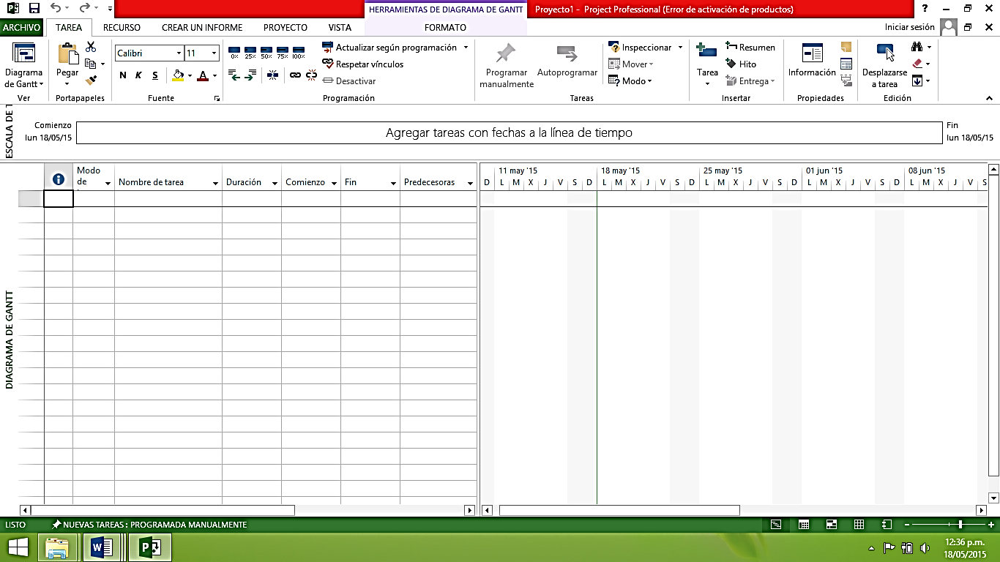 HERRAMIENTAS DE DIAGRAMA DE GANTT
Proyecto1 - Project Professional (Error de activación de productos)
?
ARCHIVO TAREA RECURSO CREAR UN INFORME PROYECTO VISTA FORMATO
Iniciar sesión
Diagrama de Gantt
Ver
Pegar
Portapapeles
Calibri 11
N K S A
Fuente
0% 25% 50% 75% 100%
Actualizar según programación
Respetar vínculos
Desactivar
Programación
Programar manualmente
Autoprogramar
Inspeccionar
Mover
Modo
Tareas
Tarea
Resumen
Hito
Entrega
Insertar
Información
Propiedades
Desplazarse a tarea
Edición
ESCALA DE T
Comienzo
lun 18/05/15
Agregar tareas con fechas a la línea de tiempo
Fin
lun 18/05/15
Modo de
Nombre de tarea
Duración
Comienzo
Fin
Predecesoras
11 may '15 18 may '15 25 may '15 01 jun '15 08 jun '15
D L M X J V S D L M X J V S D L M X J V S D L M X J V S D L M X J V S
DIAGRAMA DE GANTT
LISTO
NUEVAS TAREAS : PROGRAMADA MANUALMENTE
12:36 p.m.
18/05/2015